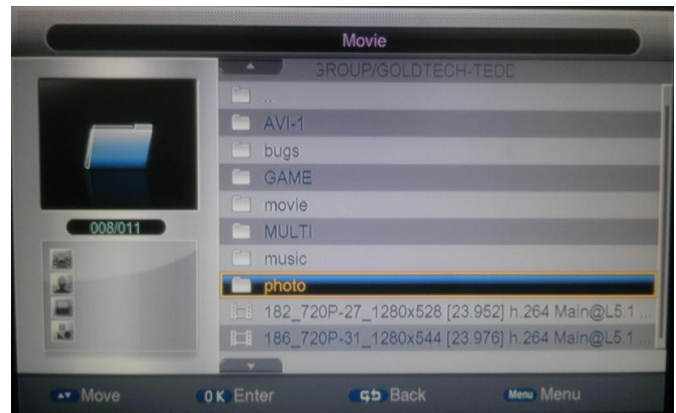 Movie
GROUP/GOLDTECH-TEDD
..
AVI-1
bugs
GAME
movie
008/011
MULTI
music
photo
182_720P-27_1280x528 [23.952] h.264 Main@L5.1 ...
186_720P-31_1280x544 [23.976] h.264 Main@L5.1 ...
Move OK Enter Back Menu Menu